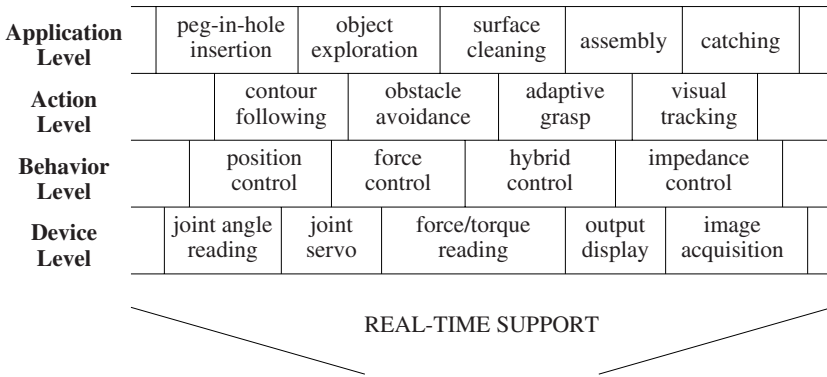 Application Level
peg-in-hole insertion
object exploration
surface cleaning
assembly
catching
Action Level
contour following
obstacle avoidance
adaptive grasp
visual tracking
Behavior Level
position control
force control
hybrid control
impedance control
Device Level
joint angle reading
joint servo
force/torque reading
output display
image acquisition
REAL-TIME SUPPORT